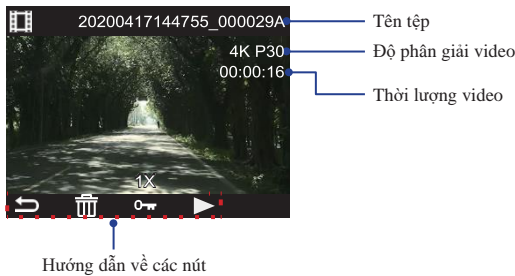 20200417144755_000029A
Tên tệp
4K P30
Độ phân giải video
00:00:16
Thời lượng video
1X
Hướng dẫn về các nút